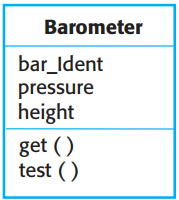 Barometer
bar_Ident
pressure
height
get ( )
test ( )